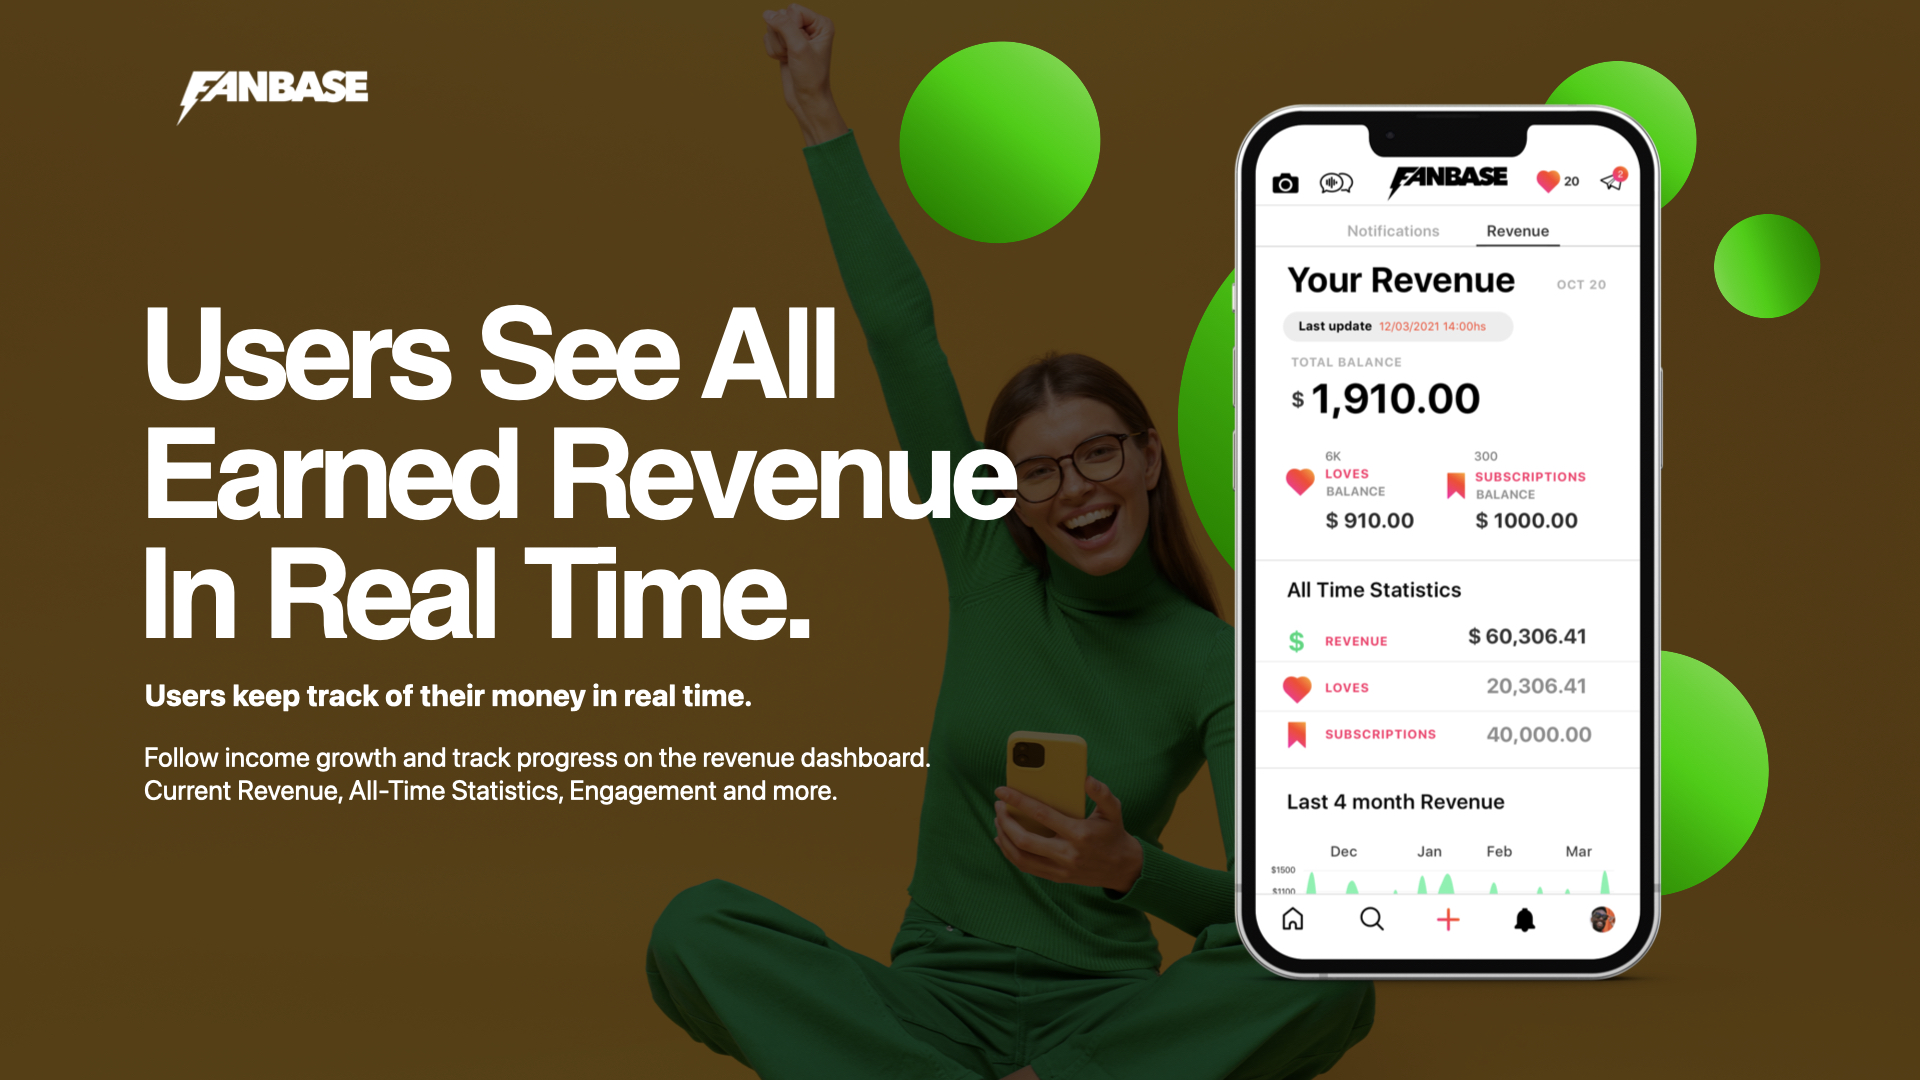 FANBASE
Users See All
Earned Revenue
In Real Time.
Users keep track of their money in real time.
Follow income growth and track progress on the revenue dashboard.
Current Revenue, All-Time Statistics, Engagement and more.
FANBASE
20
2
Notifications
Revenue
Your Revenue
OCT 20
Last update 12/03/2021 14:00hs
TOTAL BALANCE
$ 1,910.00
6K
LOVES
BALANCE
$ 910.00
300
SUBSCRIPTIONS
BALANCE
$ 1000.00
All Time Statistics
$ REVENUE $ 60,306.41
LOVES 20,306.41
SUBSCRIPTIONS 40,000.00
Last 4 month Revenue
Dec Jan Feb Mar
$1500
$1100